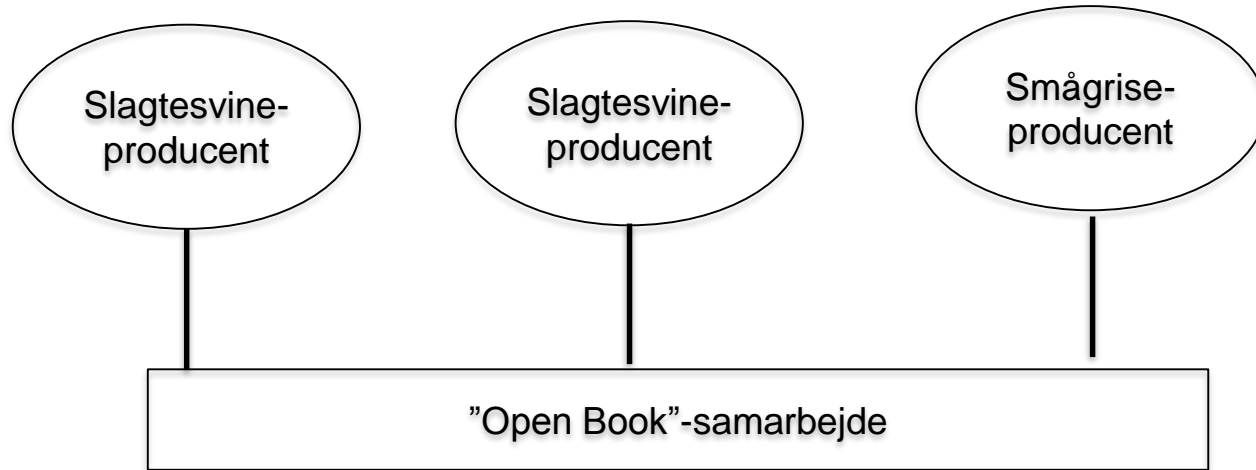 Slagtesvine-
producent
Slagtesvine-
producent
Smågrise-
producent
”Open Book”-samarbejde